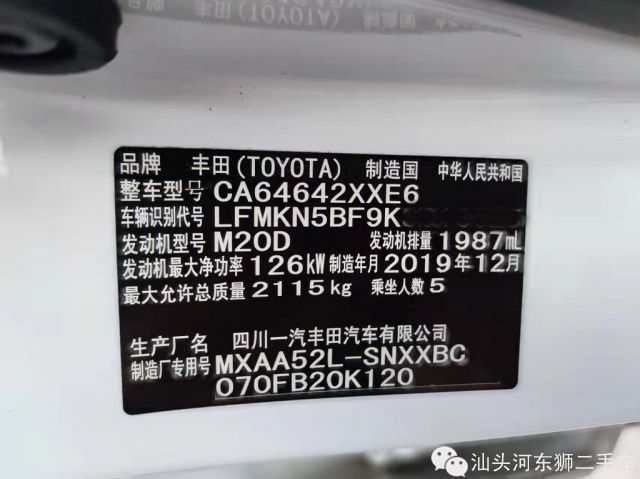 品牌 丰田(TOYOTA) 制造国 中华人民共和国
整车型号 CA64642XXE6
车辆识别代号 LFMKN5BF9K
发动机型号 M20D 发动机排量 1987mL
发动机最大净功率 126kW 制造年月 2019年12月
最大允许总质量 2115kg 乘坐人数 5
生产厂名 四川一汽丰田汽车有限公司
制造厂专用号 MXAA52L-SNXXBC
070FB20K120
汕头河东狮二手车